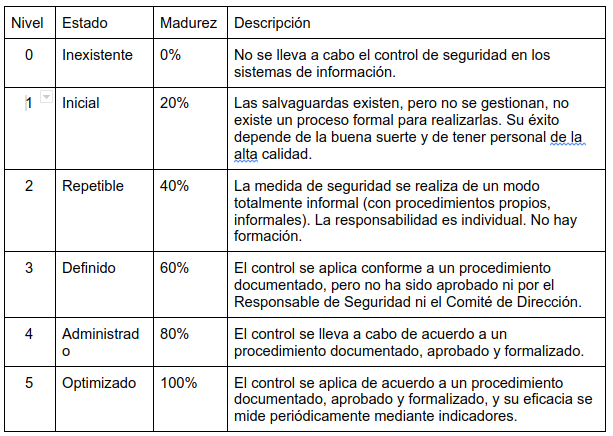 Nivel Estado Madurez Descripción
0 Inexistente 0% No se lleva a cabo el control de seguridad en los
sistemas de información.
1 Inicial 20% Las salvaguardas existen, pero no se gestionan, no
existe un proceso formal para realizarlas. Su éxito
depende de la buena suerte y de tener personal de la
alta calidad.
2 Repetible 40% La medida de seguridad se realiza de un modo
totalmente informal (con procedimientos propios,
informales). La responsabilidad es individual. No hay
formación.
3 Definido 60% El control se aplica conforme a un procedimiento
documentado, pero no ha sido aprobado ni por el
Responsable de Seguridad ni el Comité de Dirección.
4 Administrad 80% El control se lleva a cabo de acuerdo a un
o procedimiento documentado, aprobado y formalizado.
5 Optimizado 100% El control se aplica de acuerdo a un procedimiento
documentado, aprobado y formalizado, y su eficacia se
mide periódicamente mediante indicadores.